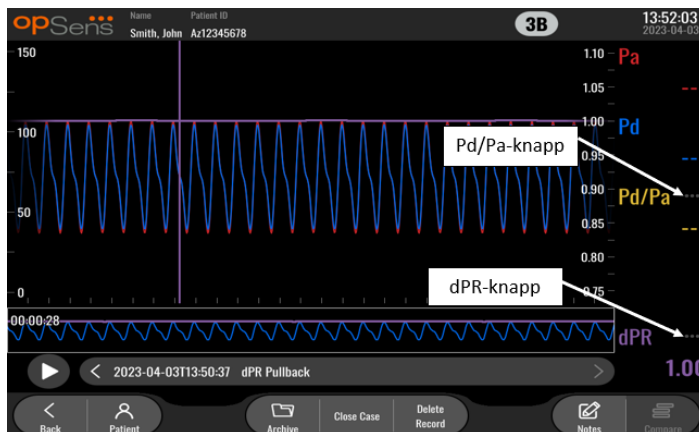 opSens
Name Patient ID
Smith, John Az12345678
3B
13:52:03
2023-04-03
150
100
50
0
1.10
1.05
1.00
0.95
0.90
0.85
0.80
0.75
Pa
--
Pd
--
Pd/Pa
--
dPR
1.00
Pd/Pa-knapp
dPR-knapp
00:00:28
2023-04-03T13:50:37 dPR Pullback
Back
Patient
Archive
Close Case
Delete
Record
Notes
Compare